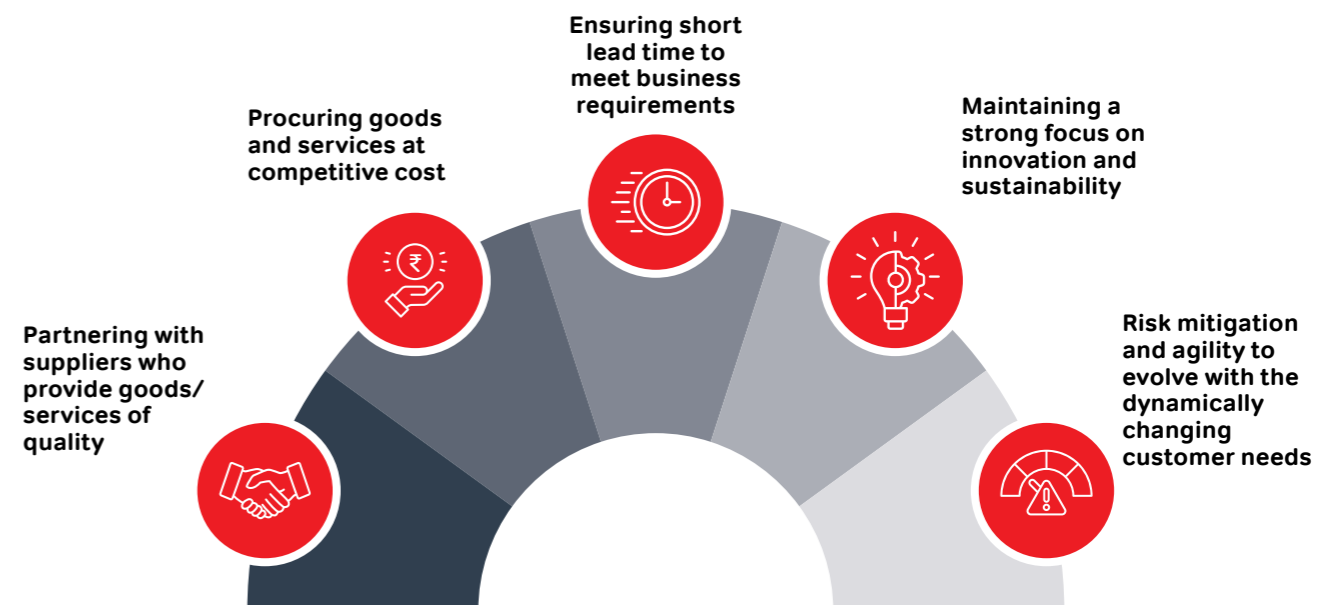 Partnering with
suppliers who
provide goods/
services of
quality
Procuring goods
and services at
competitive cost
₹
Ensuring short
lead time to
meet business
requirements
Maintaining a
strong focus on
innovation and
sustainability
Risk mitigation
and agility to
evolve with the
dynamically
changing
customer needs